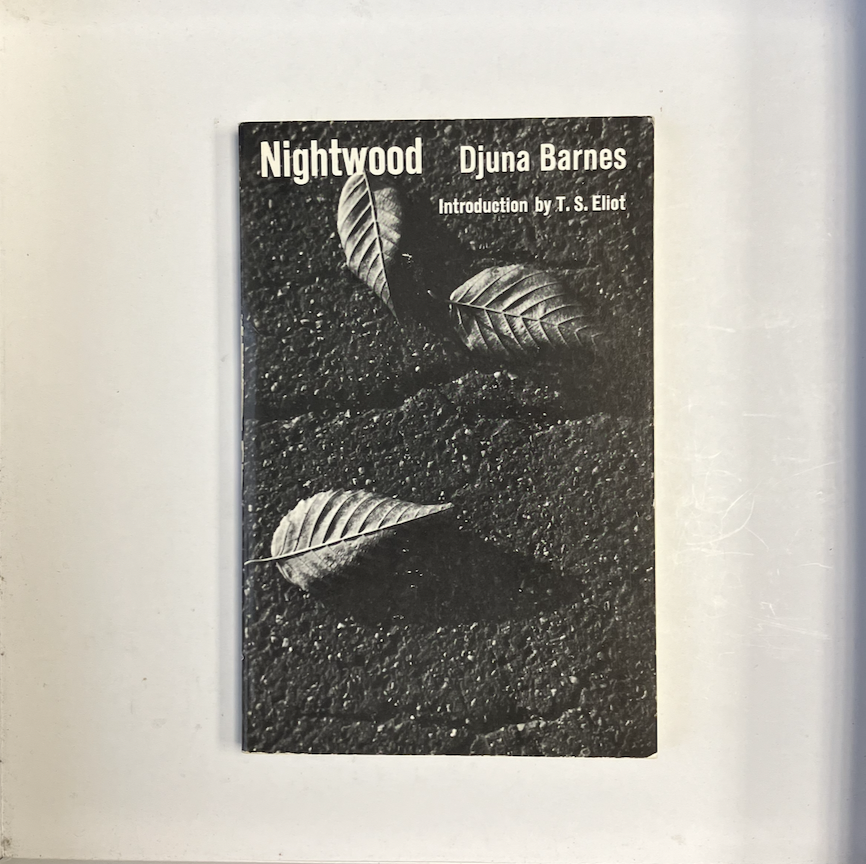 Nightwood Djuna Barnes
Introduction by T. S. Eliot